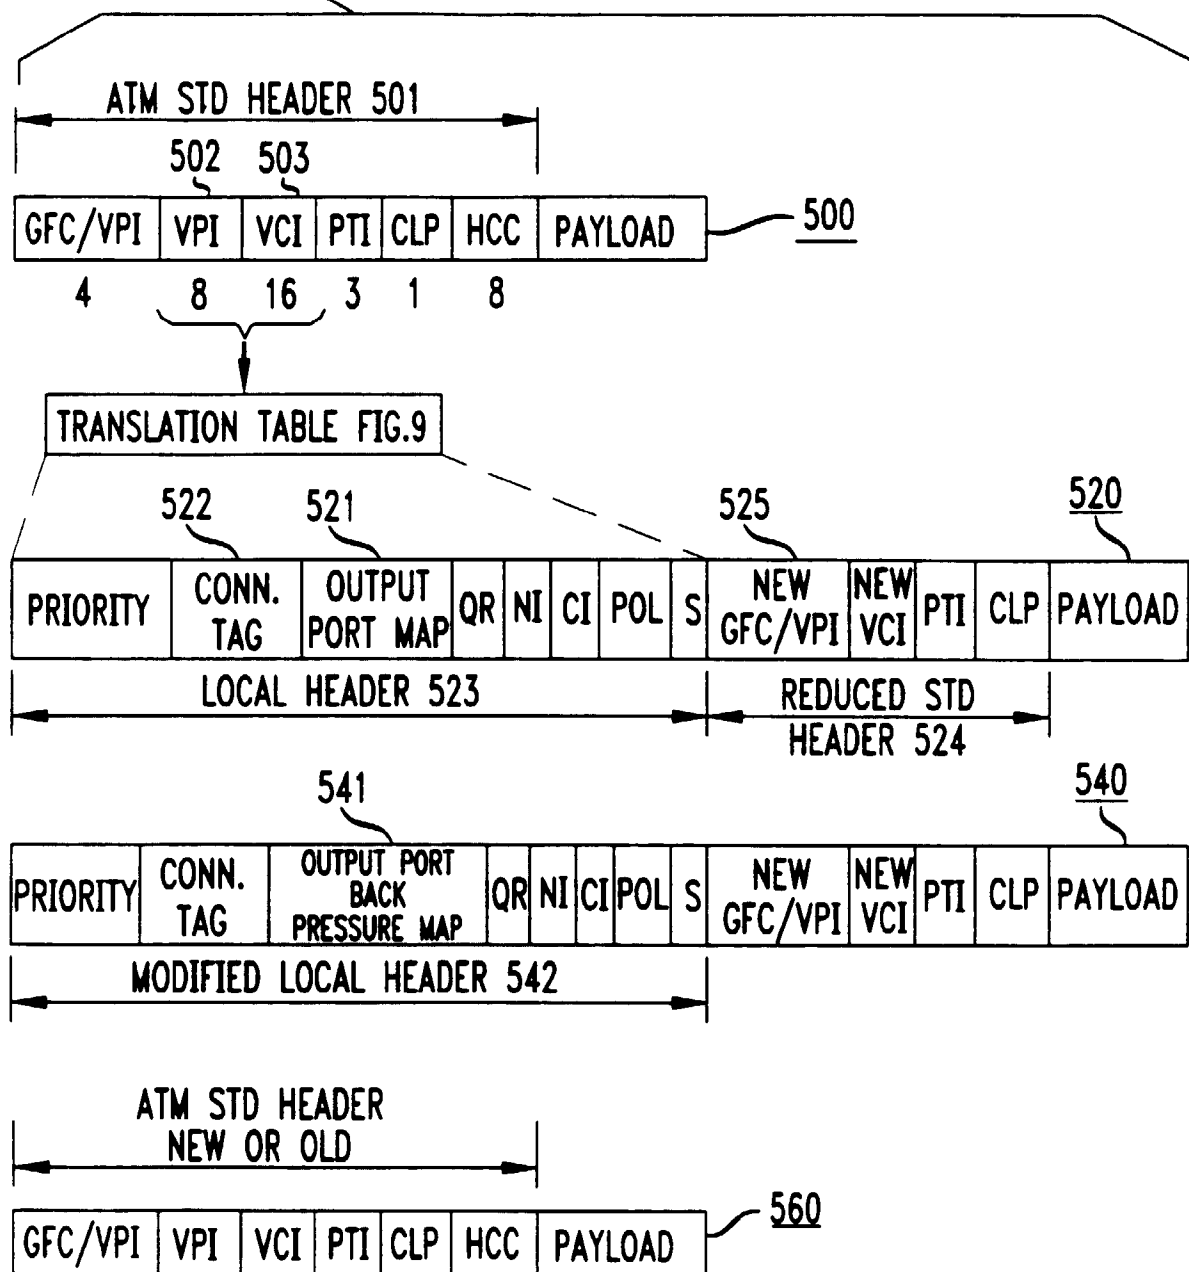 ATM STD HEADER 501
502 503
GFC/VPI VPI VCI PTI CLP HCC PAYLOAD 500
4 8 16 3 1 8
TRANSLATION TABLE FIG.9
522 521 525 520
PRIORITY CONN. TAG OUTPUT PORT MAP QR NI CI POL S NEW GFC/VPI NEW VCI PTI CLP PAYLOAD
LOCAL HEADER 523 REDUCED STD HEADER 524
541 540
PRIORITY CONN. TAG OUTPUT PORT BACK PRESSURE MAP QR NI CI POL S NEW GFC/VPI NEW VCI PTI CLP PAYLOAD
MODIFIED LOCAL HEADER 542
ATM STD HEADER
NEW OR OLD
GFC/VPI VPI VCI PTI CLP HCC PAYLOAD 560